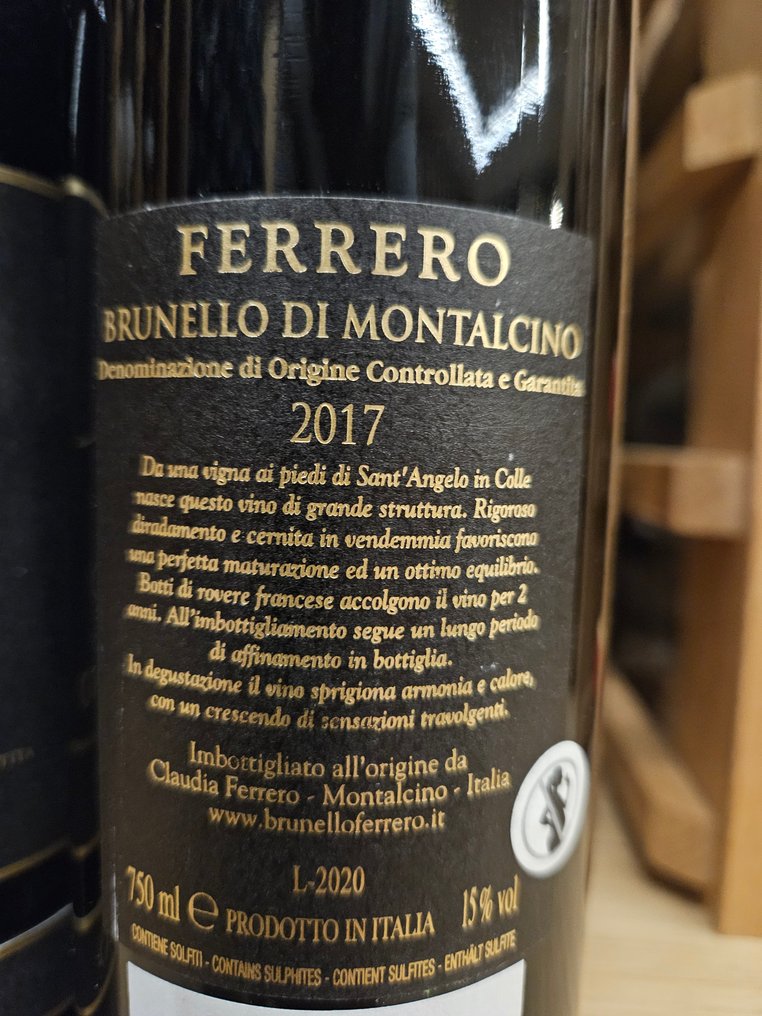 FERRERO
BRUNELLO DI MONTALCINO
Denominazione di Origine Controllata e Garantita
2017
Da una vigna ai piedi di Sant'Angelo in Colle
nasce questo vino di grande struttura. Rigoroso
diradamento e cernita in vendemmia favoriscono
una perfetta maturazione ed un ottimo equilibrio.
Botti di rovere francese accolgono il vino per 2
anni. All'imbottigliamento segue un lungo periodo
di affinamento in bottiglia.
In degustazione il vino sprigiona armonia e calore,
con un crescendo di sensazioni travolgenti.
Imbottigliato all'origine da
Claudia Ferrero - Montalcino - Italia
www.brunelloferrero.it
L-2020
750 ml e PRODOTTO IN ITALIA 15% vol
CONTIENE SOLFITI - CONTAINS SULPHITES - CONTIENT SULFITES - ENTHÄLT SULFITE